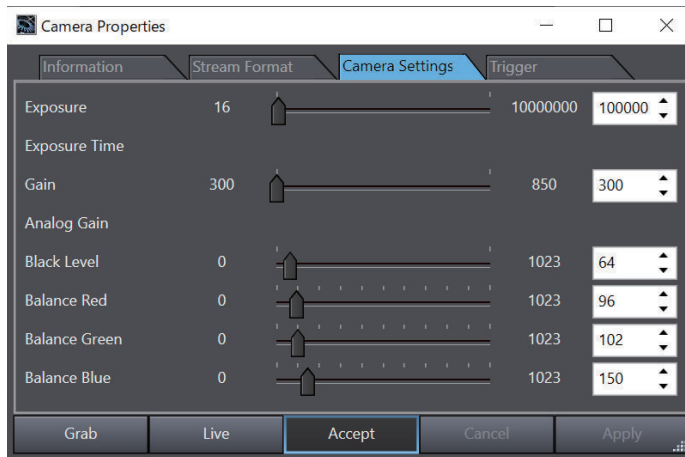 Camera Properties
Information Stream Format Camera Settings Trigger
Exposure 16 10000000 100000
Exposure Time
Gain 300 850 300
Analog Gain
Black Level 0 1023 64
Balance Red 0 1023 96
Balance Green 0 1023 102
Balance Blue 0 1023 150
Grab Live Accept Cancel Apply